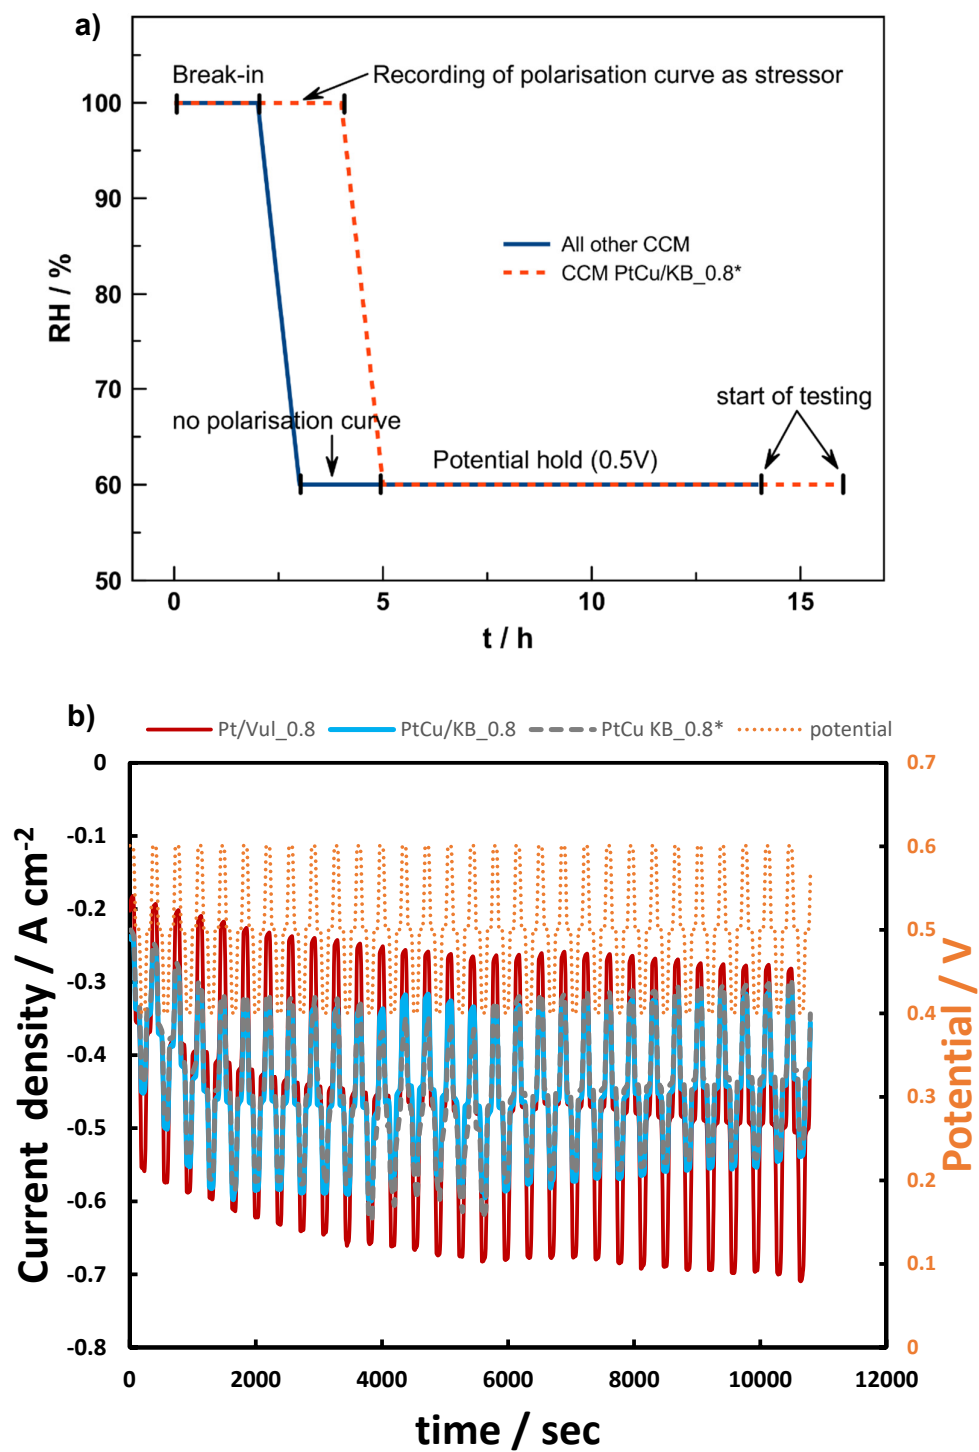 a)
Break-in
Recording of polarisation curve as stressor
100
90
80
70
60
50
RH / %
All other CCM
CCM PtCu/KB_0.8*
start of testing
no polarisation curve
Potential hold (0.5V)
0 5 10 15
t / h
b)
Pt/Vul_0.8 PtCu/KB_0.8 PtCu KB_0.8* potential
0
-0.1
-0.2
-0.3
-0.4
-0.5
-0.6
-0.7
-0.8
Current density / A cm-2
0.7
0.6
0.5
0.4
0.3
0.2
0.1
0
Potential / V
0 2000 4000 6000 8000 10000 12000
time / sec